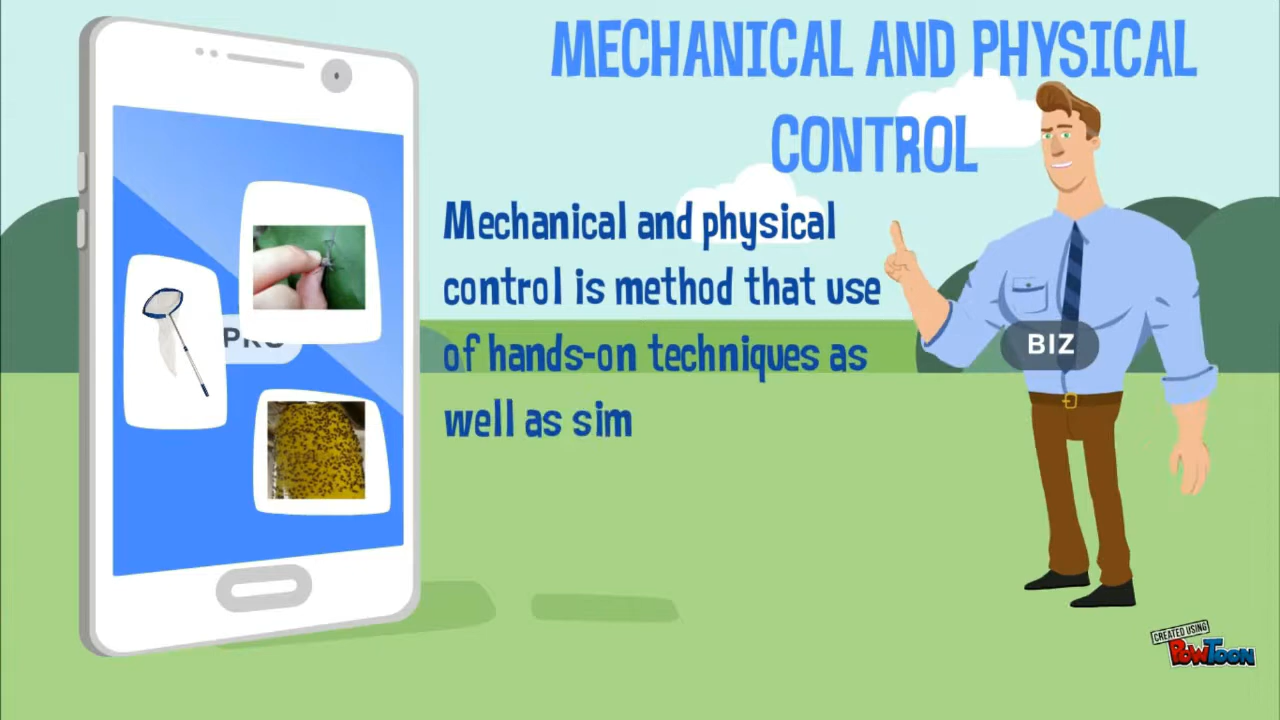 MECHANICAL AND PHYSICAL
CONTROL
Mechanical and physical
control is method that use
of hands-on techniques as
well as sim
PRO
BIZ
CREATED USING
POWTOON